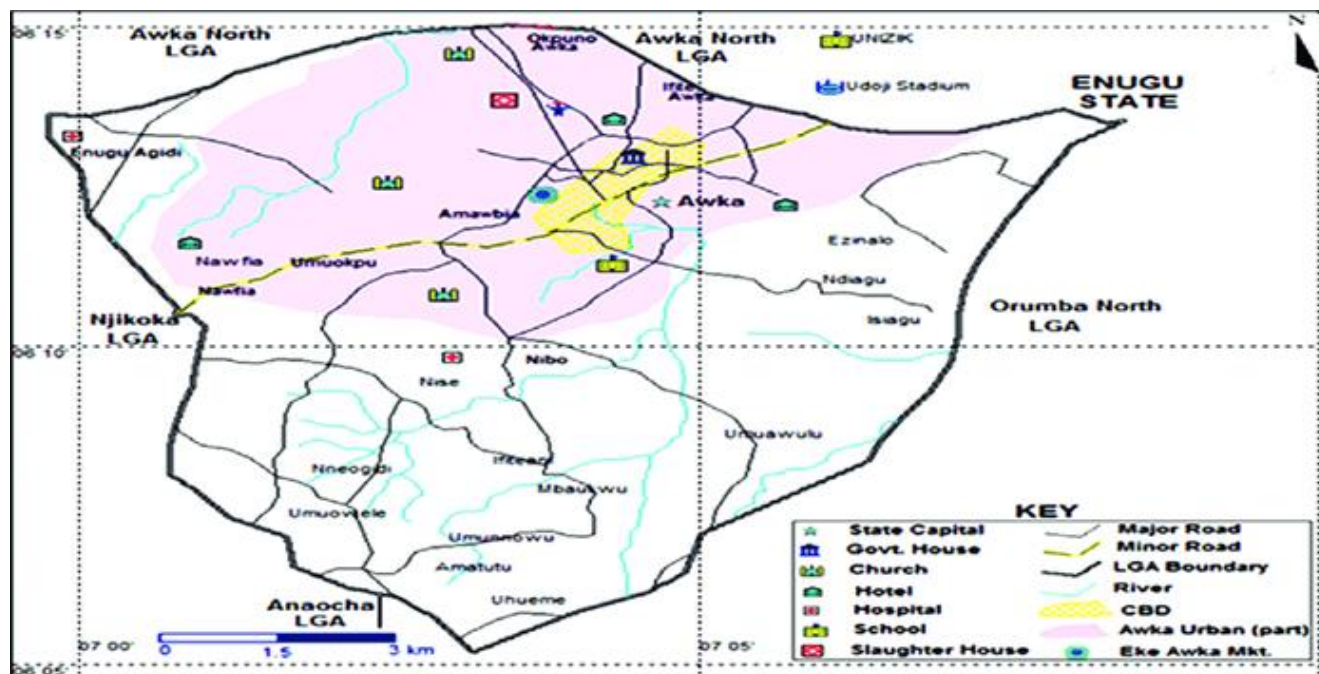 06 15'
Awka North
LGA
Okpuno
Awka
Awka North
LGA
UNIZIK
Z
Udoji Stadium
ENUGU
STATE
Awka
Enugu Agidi
Amawbia
Awka
Ezinalo
Nawfia
Umuokpu
Ndiagu
Nawfia
Isiagu
Orumba North
LGA
Njikoka
LGA
06 10'
Nibo
Nise
Umuawulu
Nneogidi
Mbaukwu
Umunnowu
Amatutu
Uhueme
Anaocha
LGA
07 00'
07 05'
0
1.5
3 km
06 05'
KEY
State Capital
Govt. House
Church
Hotel
Hospital
School
Slaughter House
Major Road
Minor Road
LGA Boundary
River
CBD
Awka Urban (part)
Eke Awka Mkt.